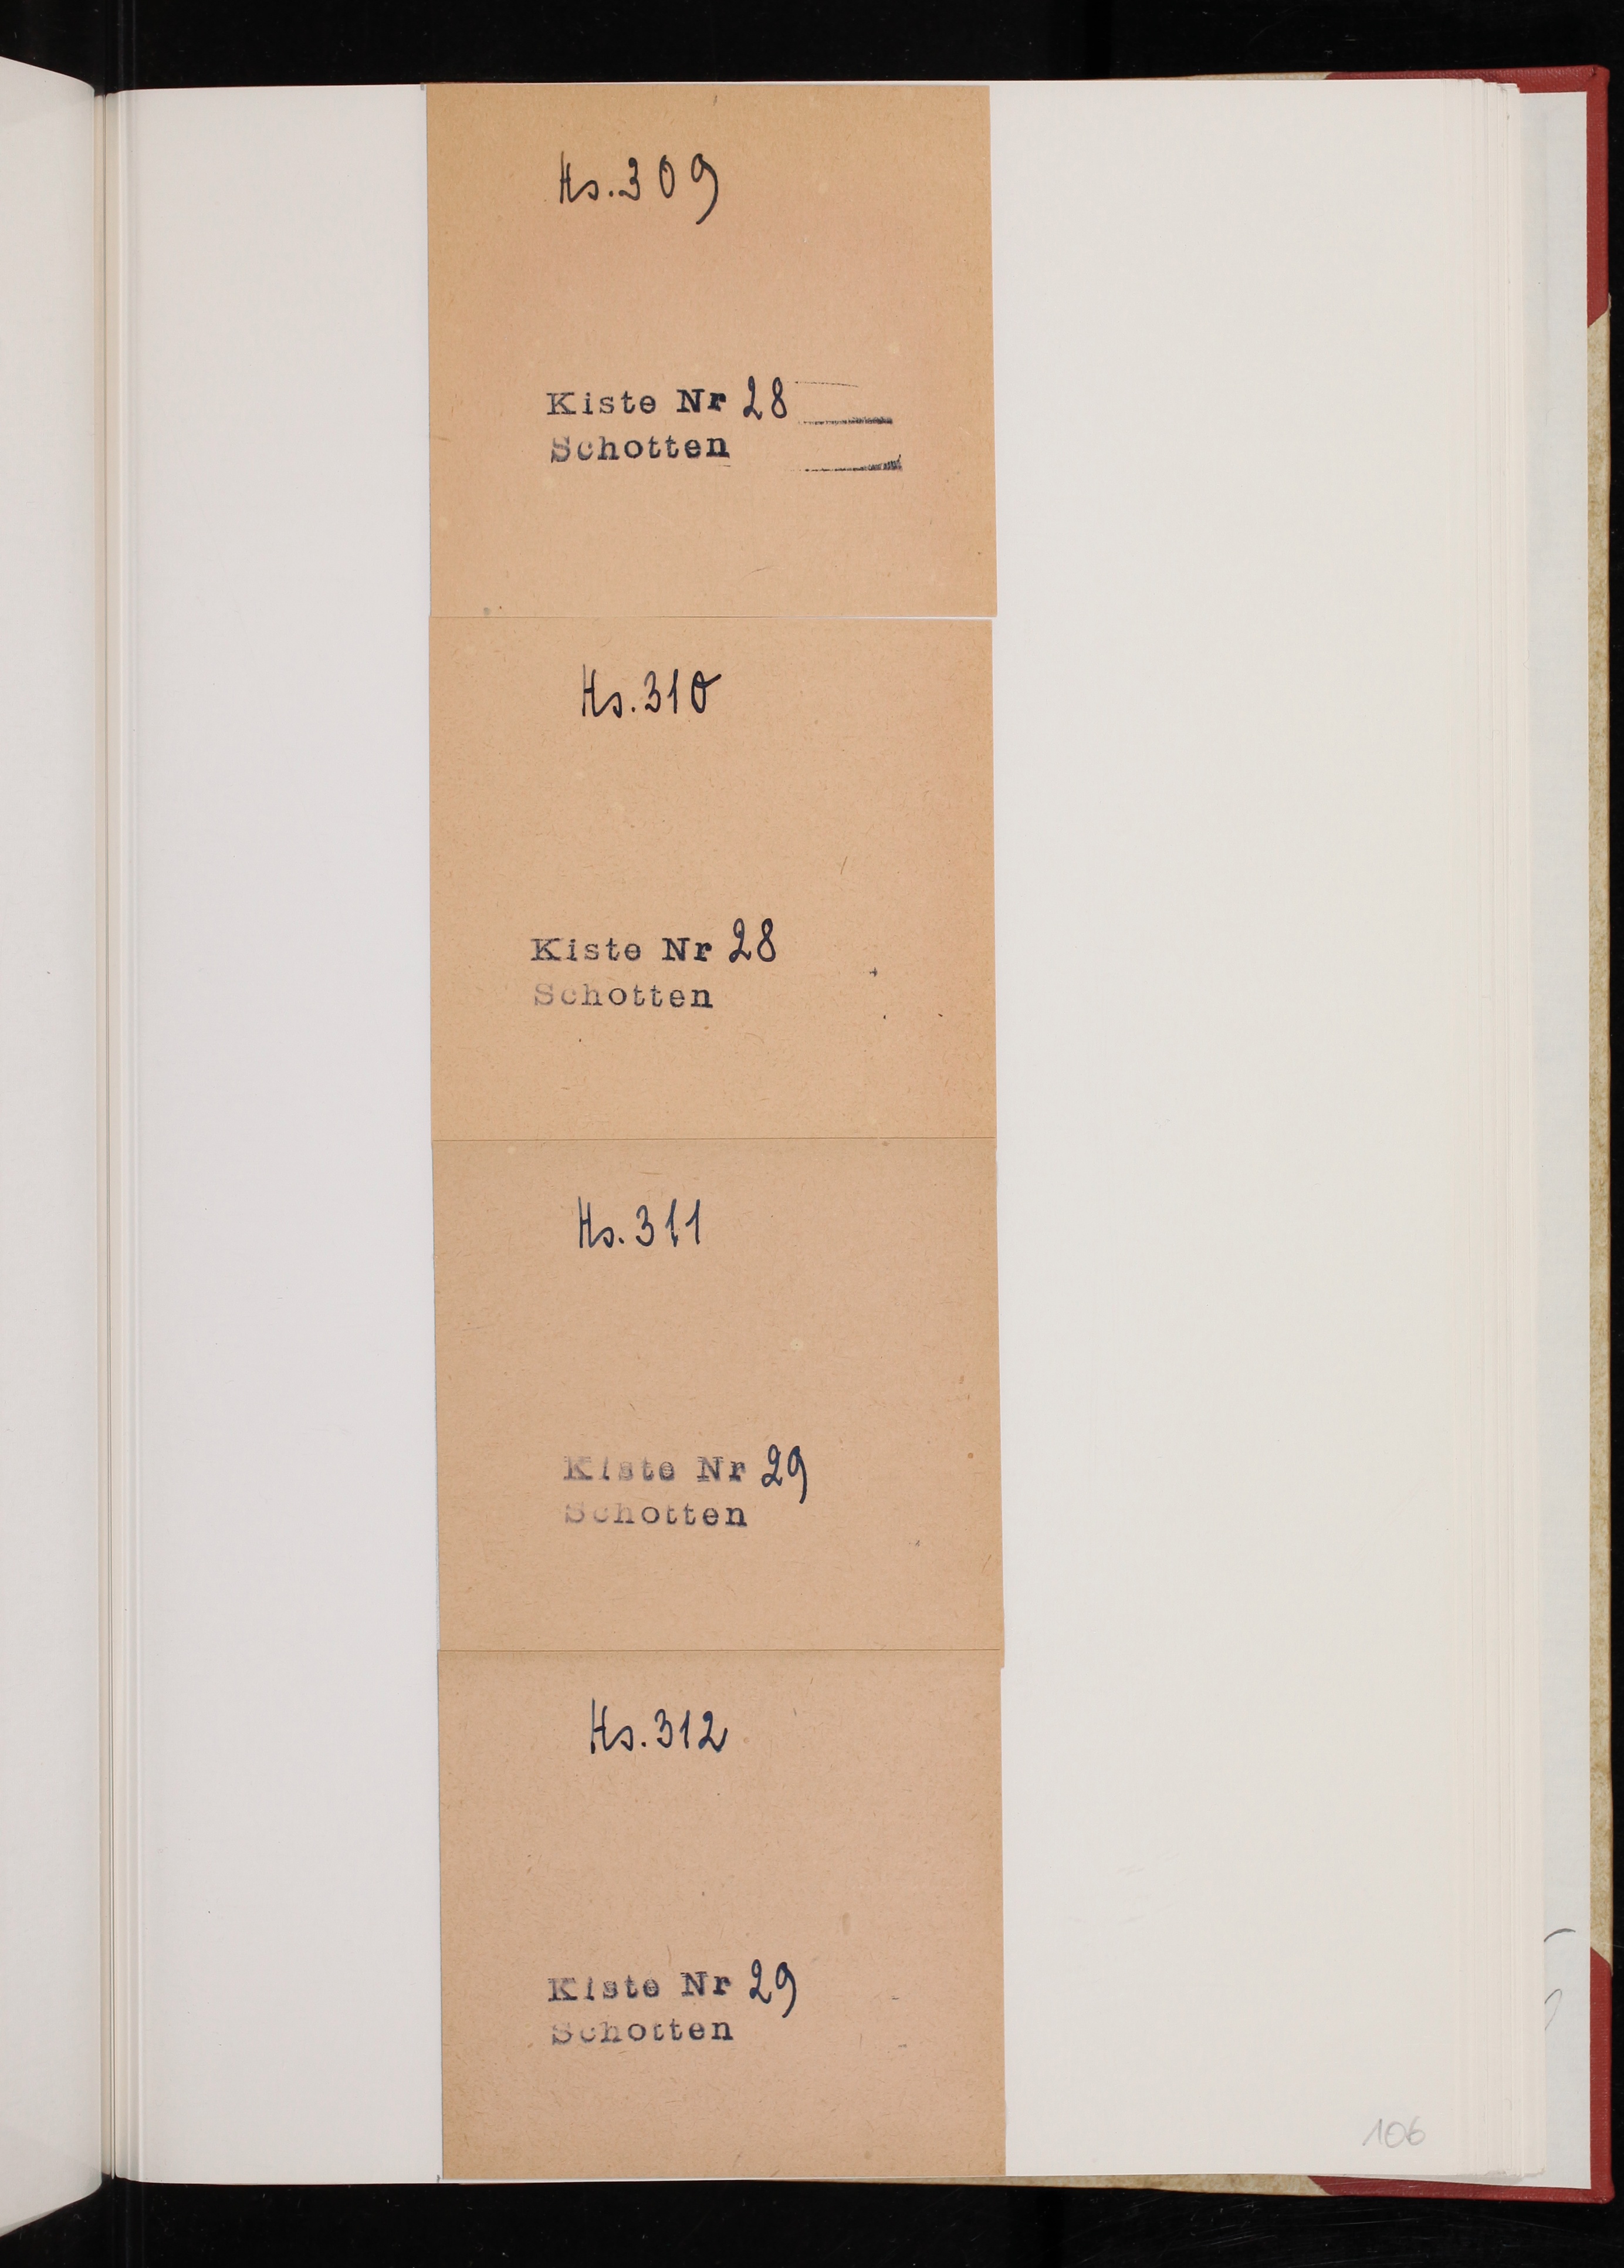 Hs. 309
Kiste Nr 28
Schotten
Hs. 310
Kiste Nr 28
Schotten
Hs. 311
Kiste Nr 29
Schotten
Hs. 312
Kiste Nr 29
Schotten
106